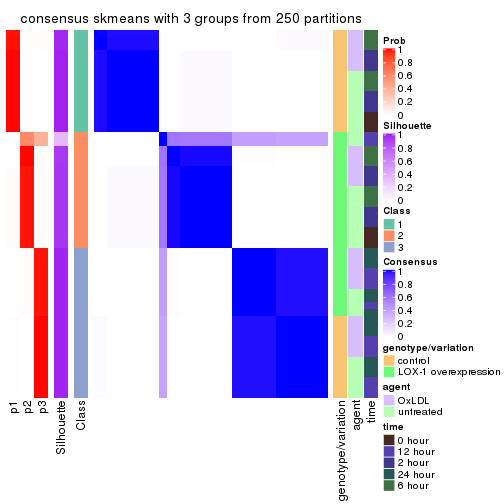 consensus skmeans with 3 groups from 250 partitions
Prob
1
0.8
0.6
0.4
0.2
0
Silhouette
1
0.8
0.6
0.4
0.2
0
Class
1
2
3
Consensus
1
0.8
0.6
0.4
0.2
0
genotype/variation
control
LOX-1 overexpression
agent
OxLDL
untreated
time
0 hour
12 hour
2 hour
24 hour
6 hour
p1
p2
p3
Silhouette
Class
genotype/variation
agent
time